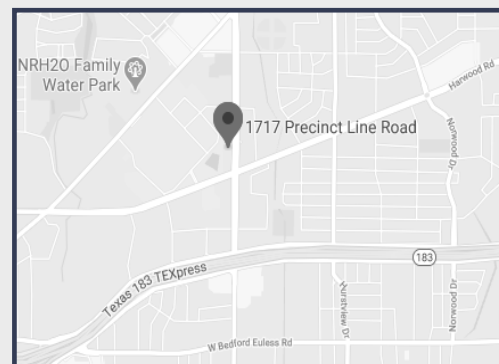 NRH2O Family
Water Park
1717 Precinct Line Road
Harwood Rd
Norwood Dr
183
Texas 183 TEXpress
Norwood Dr
W Bedford Euless Rd